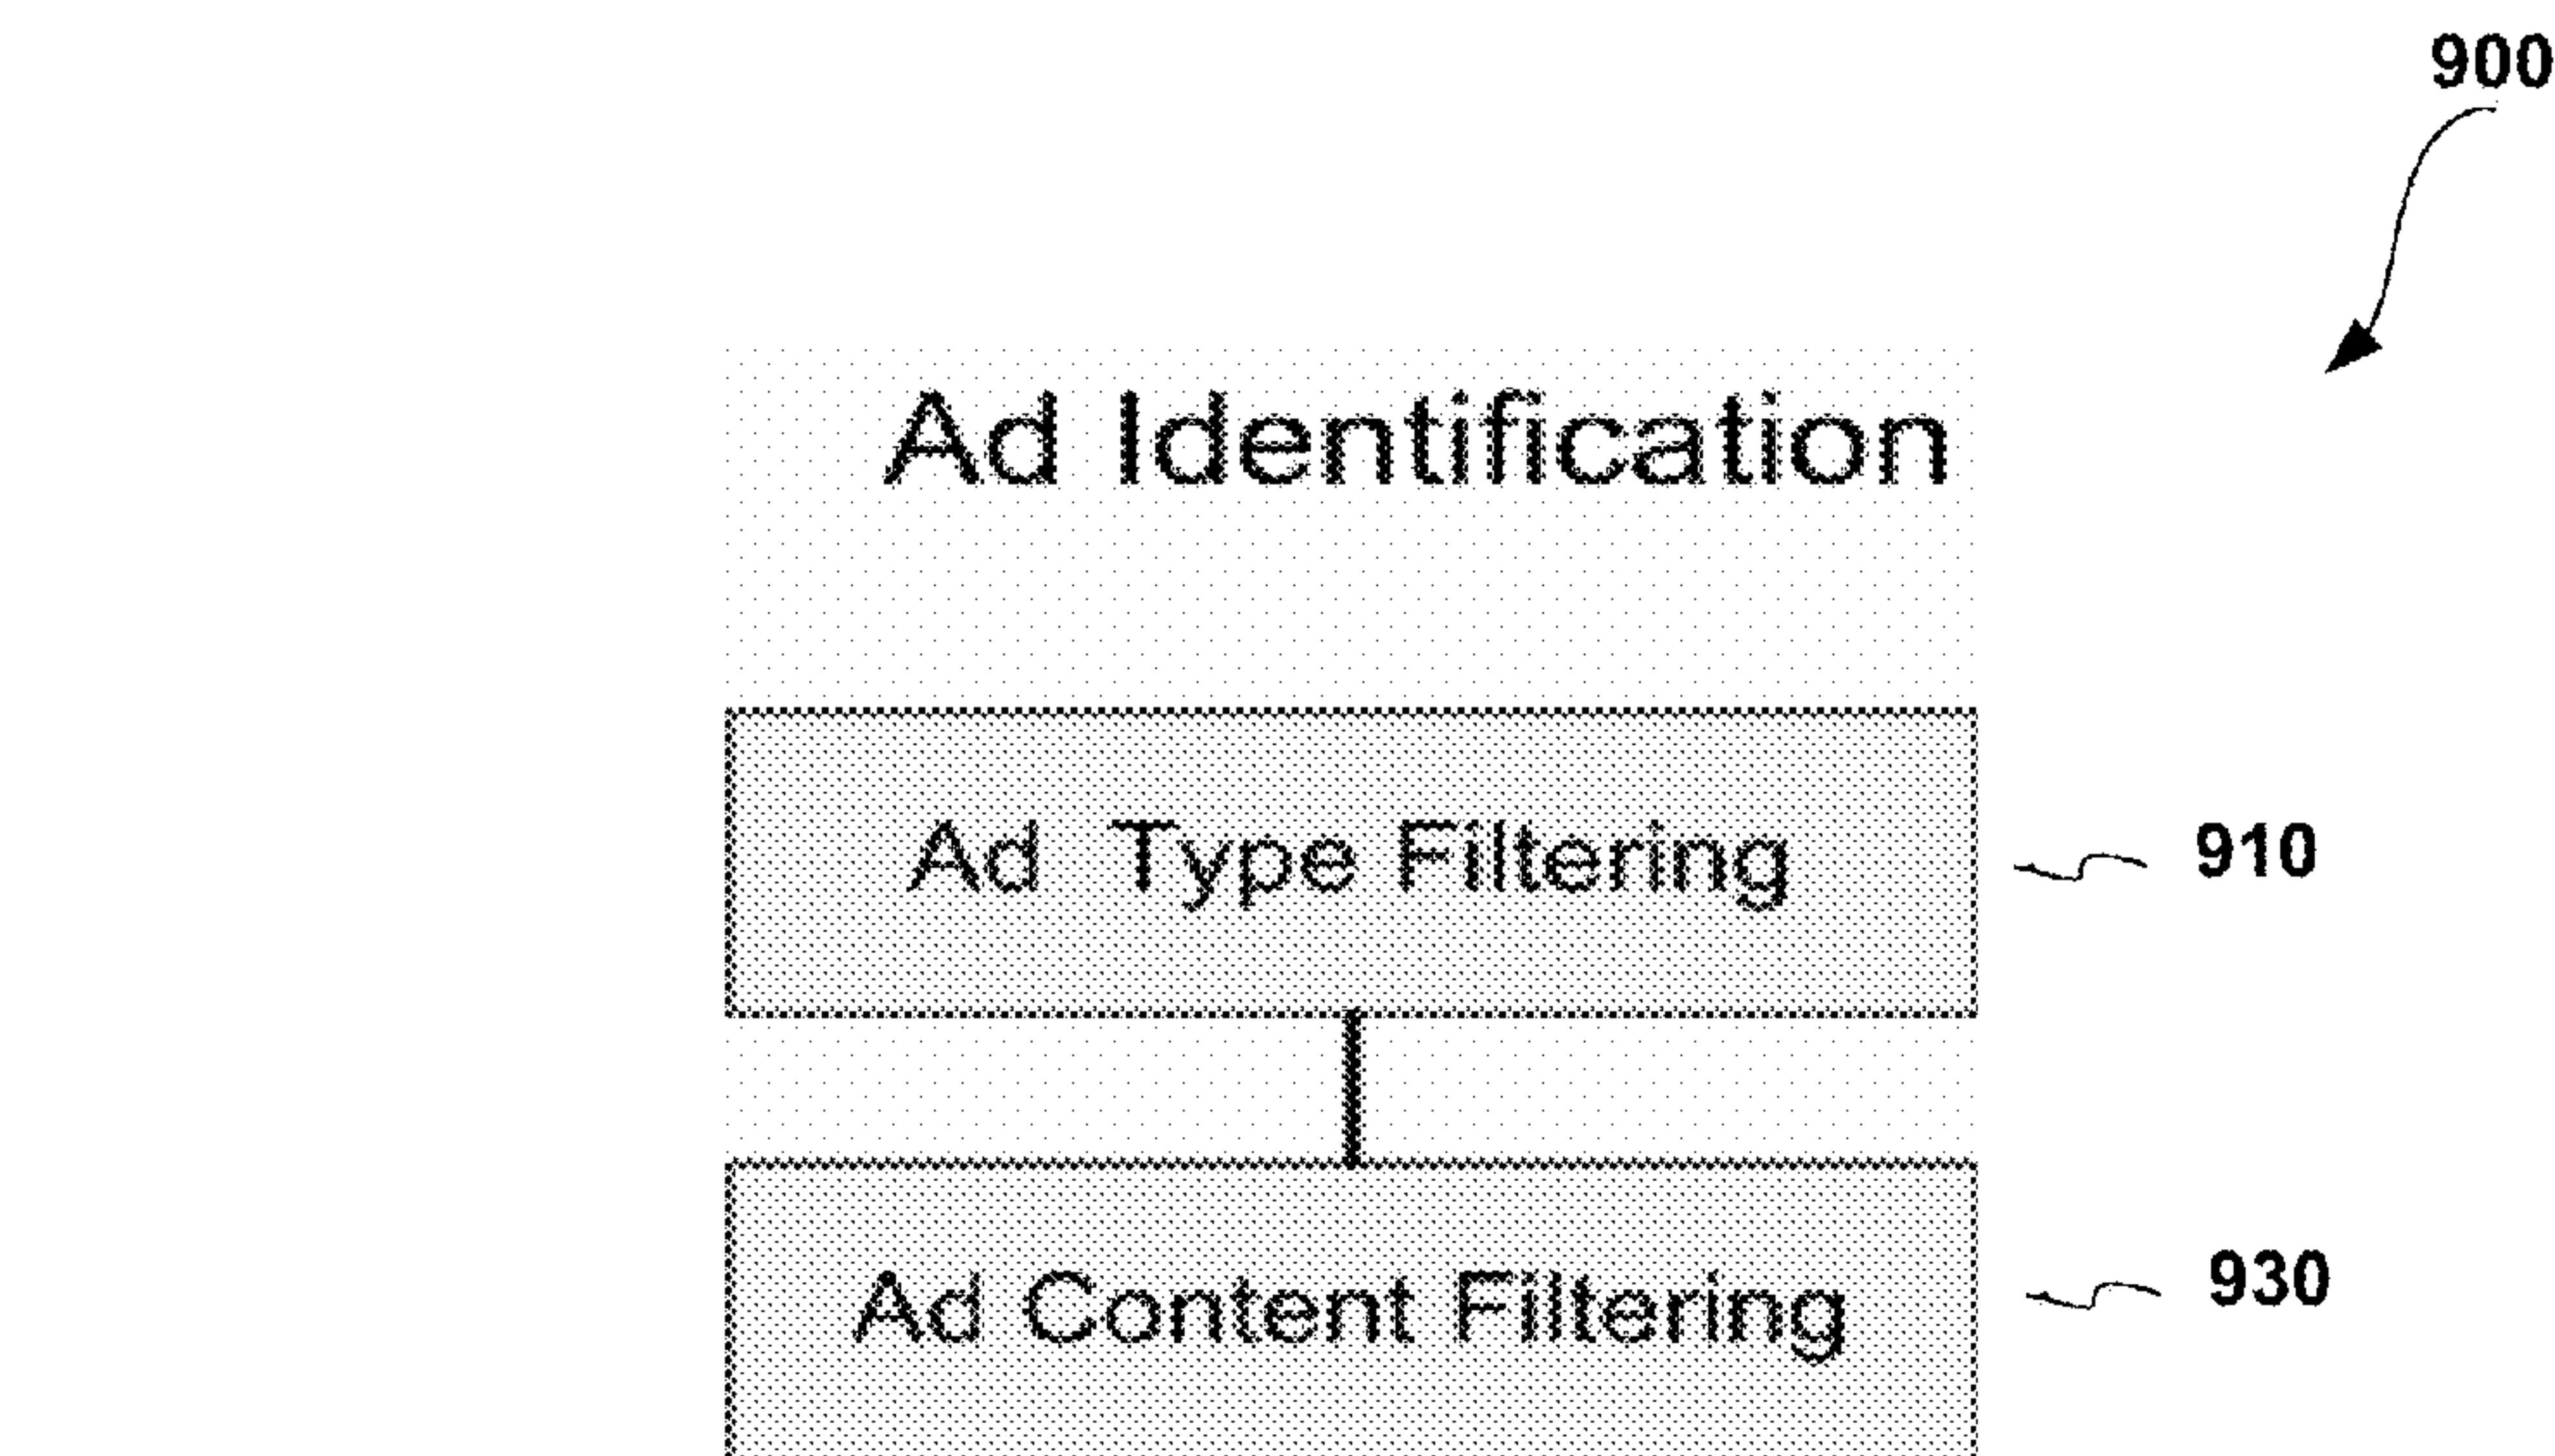 900
Ad Identification
Ad Type Filtering
910
Ad Content Filtering
930